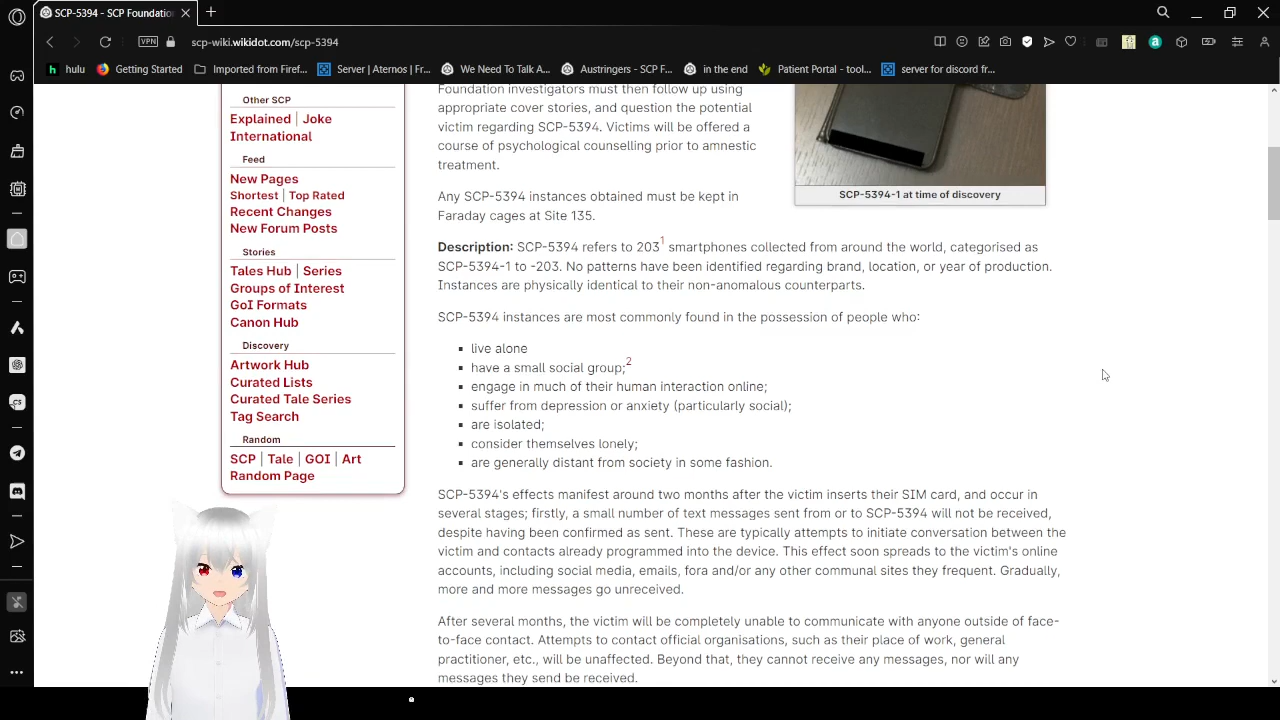 SCP-5394 - SCP Foundation
scp-wiki.wikidot.com/scp-5394
VPN
hulu
Getting Started
Imported from Firef...
Server | Aternos | Fr...
We Need To Talk A...
Austringers - SCP F...
in the end
Patient Portal - tool...
server for discord fr...
Other SCP
Explained | Joke
International
Feed
New Pages
Shortest | Top Rated
Recent Changes
New Forum Posts
Stories
Tales Hub | Series
Groups of Interest
GoI Formats
Canon Hub
Discovery
Artwork Hub
Curated Lists
Curated Tale Series
Tag Search
Random
SCP | Tale | GOI | Art
Random Page
Foundation investigators must then follow up using
appropriate cover stories, and question the potential
victim regarding SCP-5394. Victims will be offered a
course of psychological counselling prior to amnestic
treatment.
SCP-5394-1 at time of discovery
Any SCP-5394 instances obtained must be kept in
Faraday cages at Site 135.
Description: SCP-5394 refers to 203¹ smartphones collected from around the world, categorised as
SCP-5394-1 to -203. No patterns have been identified regarding brand, location, or year of production.
Instances are physically identical to their non-anomalous counterparts.
SCP-5394 instances are most commonly found in the possession of people who:
live alone
have a small social group;²
engage in much of their human interaction online;
suffer from depression or anxiety (particularly social);
are isolated;
consider themselves lonely;
are generally distant from society in some fashion.
SCP-5394's effects manifest around two months after the victim inserts their SIM card, and occur in
several stages; firstly, a small number of text messages sent from or to SCP-5394 will not be received,
despite having been confirmed as sent. These are typically attempts to initiate conversation between the
victim and contacts already programmed into the device. This effect soon spreads to the victim's online
accounts, including social media, emails, fora and/or any other communal sites they frequent. Gradually,
more and more messages go unreceived.
After several months, the victim will be completely unable to communicate with anyone outside of face-
to-face contact. Attempts to contact official organisations, such as their place of work, general
practitioner, etc., will be unaffected. Beyond that, they cannot receive any messages, nor will any
messages they send be received.